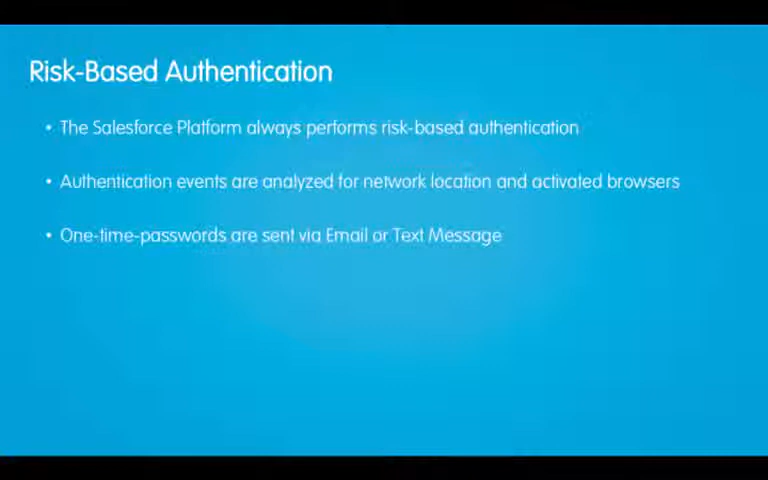 Risk-Based Authentication
• The Salesforce Platform always performs risk-based authentication
• Authentication events are analyzed for network location and activated browsers
• One-time-passwords are sent via Email or Text Message